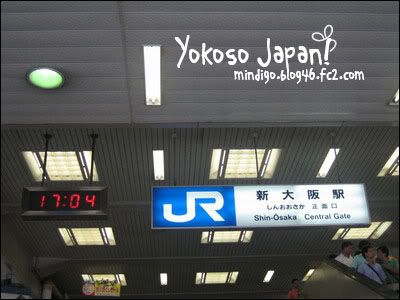 Yokoso Japan!
mindigo.blog46.fc2.com
17:04
JR
新大阪駅
しんおおさか 正面口
Shin-Osaka Central Gate